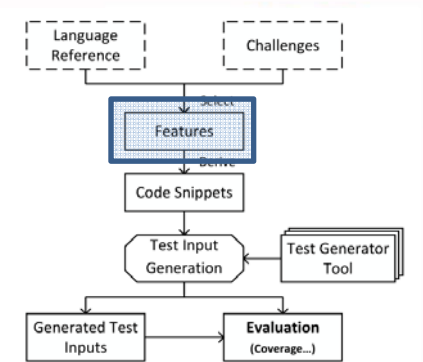 Language
Reference
Challenges
Select
Features
Derive
Code Snippets
Test Input
Generation
Test Generator
Tool
Generated Test
Inputs
Evaluation
(Coverage...)